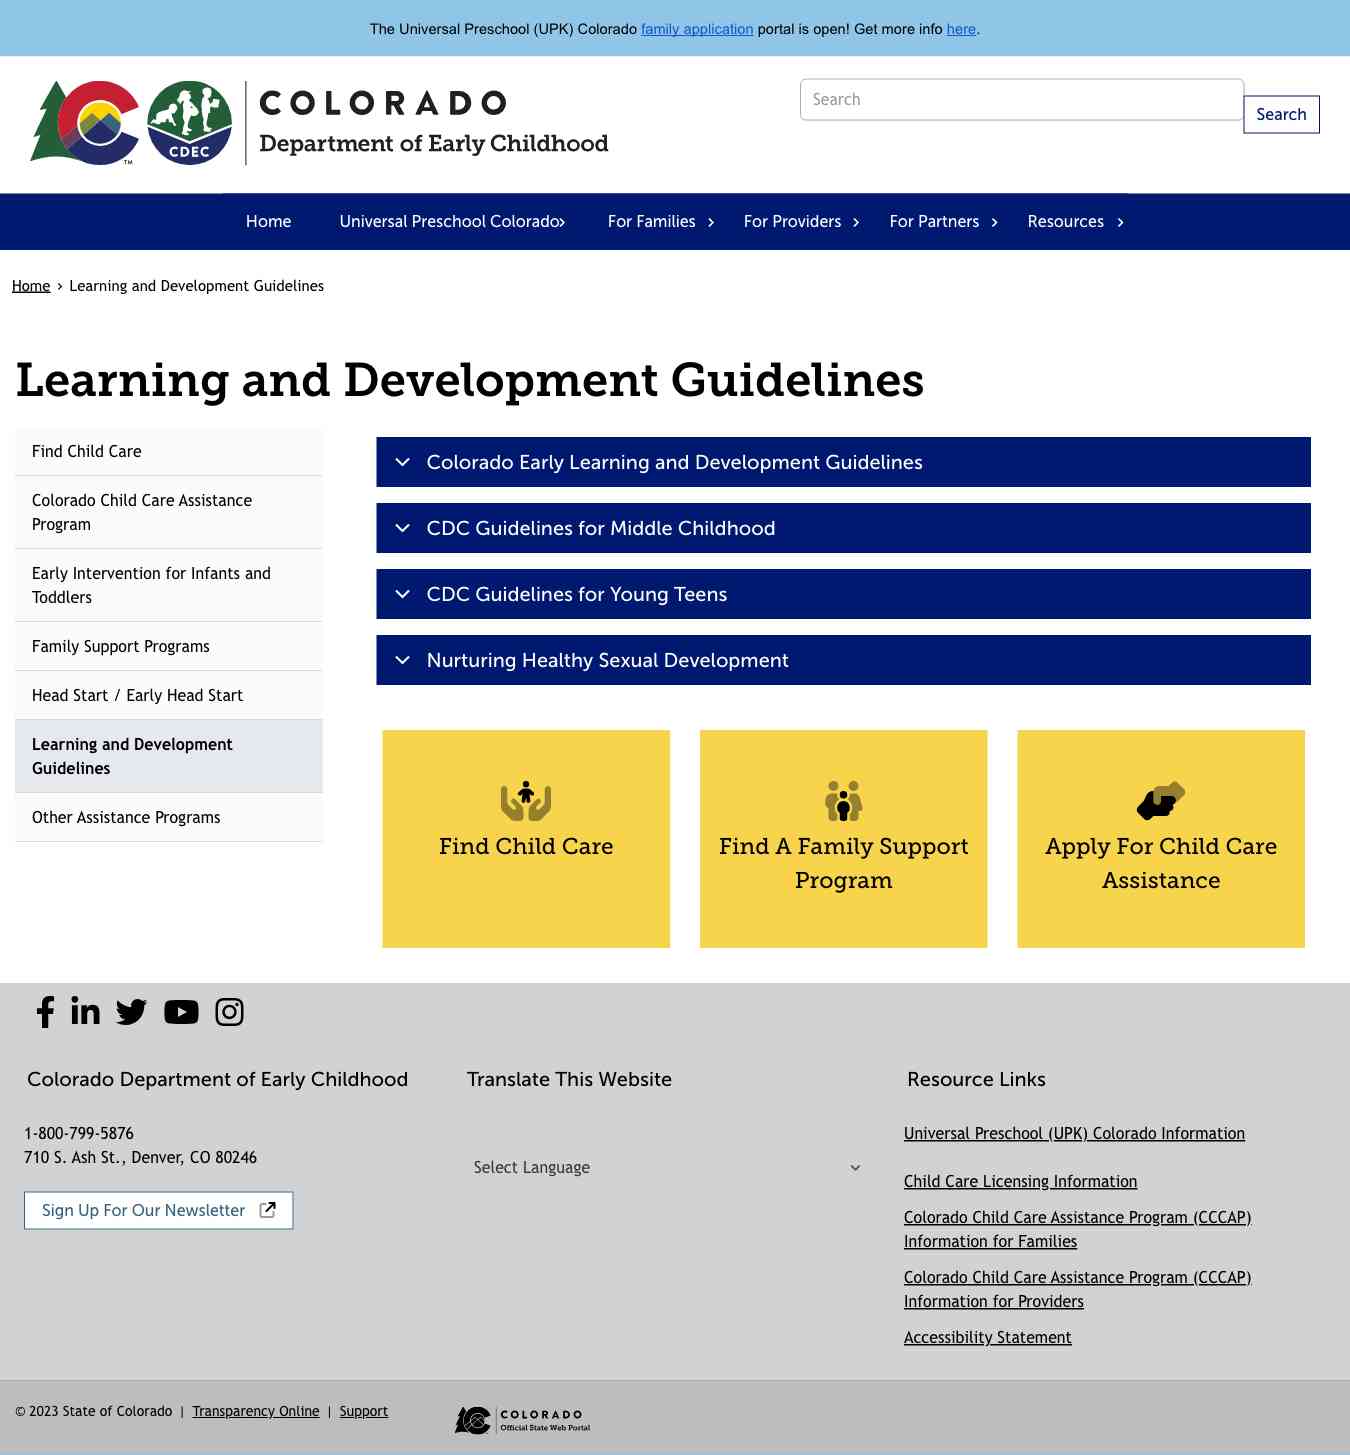 The Universal Preschool (UPK) Colorado family application portal is open! Get more info here.
CDEC
TM
COLORADO
Department of Early Childhood
Search
Search
Home
Universal Preschool Colorado
For Families
For Providers
For Partners
Resources
Home › Learning and Development Guidelines
Learning and Development Guidelines
Find Child Care
Colorado Child Care Assistance
Program
Early Intervention for Infants and
Toddlers
Family Support Programs
Head Start / Early Head Start
Learning and Development
Guidelines
Other Assistance Programs
Colorado Early Learning and Development Guidelines
CDC Guidelines for Middle Childhood
CDC Guidelines for Young Teens
Nurturing Healthy Sexual Development
Find Child Care
Find A Family Support
Program
Apply For Child Care
Assistance
Colorado Department of Early Childhood
1-800-799-5876
710 S. Ash St., Denver, CO 80246
Sign Up For Our Newsletter
Translate This Website
Select Language
Resource Links
Universal Preschool (UPK) Colorado Information
Child Care Licensing Information
Colorado Child Care Assistance Program (CCCAP)
Information for Families
Colorado Child Care Assistance Program (CCCAP)
Information for Providers
Accessibility Statement
© 2023 State of Colorado | Transparency Online | Support
COLORADO
Official State Web Portal